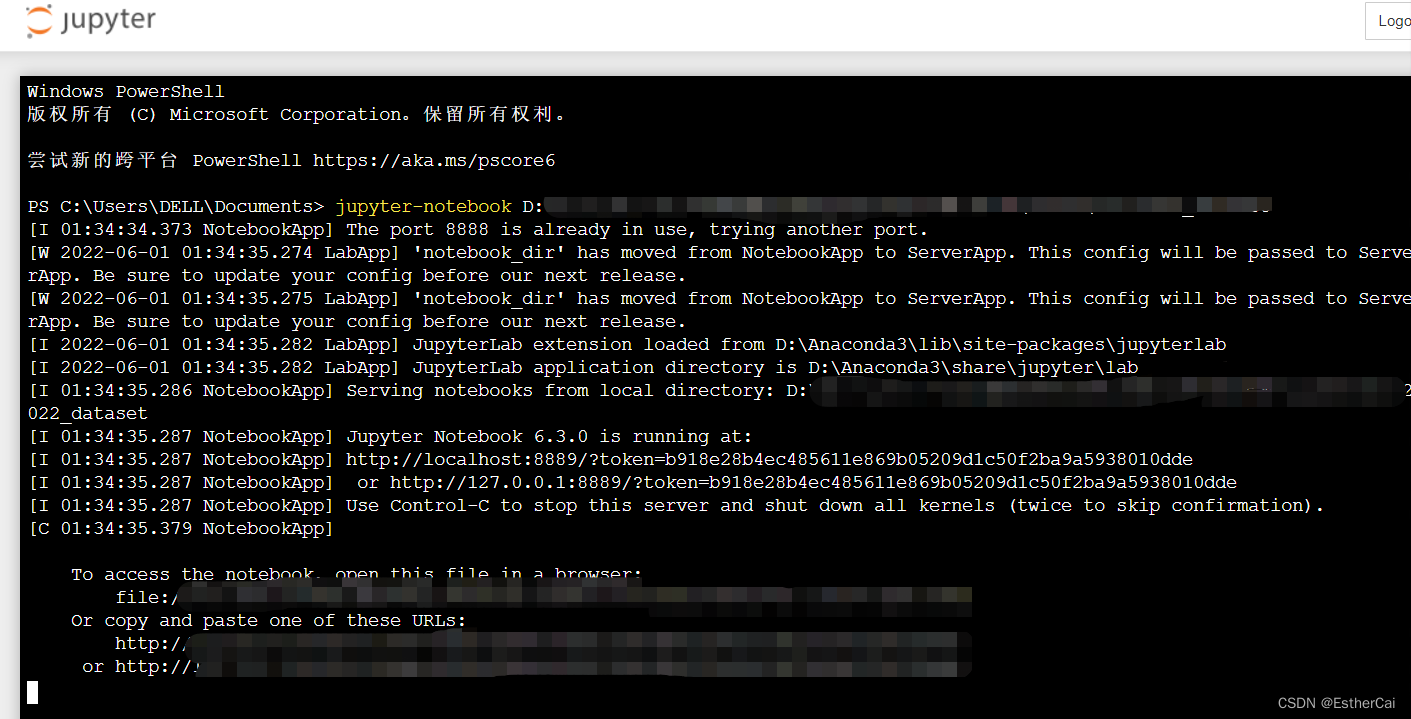 jupyter
Logo
Windows PowerShell
版权所有 (C) Microsoft Corporation。保留所有权利。
尝试新的跨平台 PowerShell https://aka.ms/pscore6
PS C:\Users\DELL\Documents> jupyter-notebook D:
[I 01:34:34.373 NotebookApp] The port 8888 is already in use, trying another port.
[W 2022-06-01 01:34:35.274 LabApp] 'notebook_dir' has moved from NotebookApp to ServerApp. This config will be passed to Serve
rApp. Be sure to update your config before our next release.
[W 2022-06-01 01:34:35.275 LabApp] 'notebook_dir' has moved from NotebookApp to ServerApp. This config will be passed to Serve
rApp. Be sure to update your config before our next release.
[I 2022-06-01 01:34:35.282 LabApp] JupyterLab extension loaded from D:\Anaconda3\lib\site-packages\jupyterlab
[I 2022-06-01 01:34:35.282 LabApp] JupyterLab application directory is D:\Anaconda3\share\jupyter\lab
[I 01:34:35.286 NotebookApp] Serving notebooks from local directory: D: 2
022_dataset
[I 01:34:35.287 NotebookApp] Jupyter Notebook 6.3.0 is running at:
[I 01:34:35.287 NotebookApp] http://localhost:8889/?token=b918e28b4ec485611e869b05209d1c50f2ba9a5938010dde
[I 01:34:35.287 NotebookApp]  or http://127.0.0.1:8889/?token=b918e28b4ec485611e869b05209d1c50f2ba9a5938010dde
[I 01:34:35.287 NotebookApp] Use Control-C to stop this server and shut down all kernels (twice to skip confirmation).
[C 01:34:35.379 NotebookApp]
To access the notebook, open this file in a browser:
file:/
Or copy and paste one of these URLs:
http://
or http://
CSDN @EstherCai